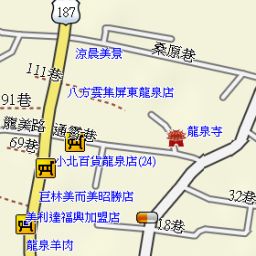 187
涼晨美景
桑原巷
111巷
八方雲集屏東龍泉店
91巷
龍美路
通靈巷
龍泉寺
69巷
小北百貨龍泉店(24)
巨林美而美昭勝店
32巷
美利達福興加盟店
18巷
龍泉羊肉